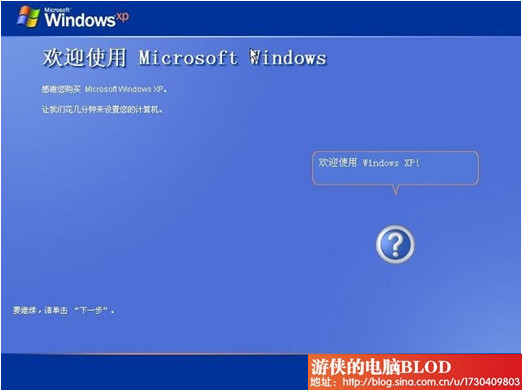 Microsoft
Windows xp
欢迎使用 Microsoft Windows
感谢您购买 Microsoft Windows XP。
让我们花几分钟来设置您的计算机。
欢迎使用 Windows XP!
要继续，请单击 “下一步”。
游侠的电脑BLOD
地址：http://blog.sina.com.cn/u/1730409803